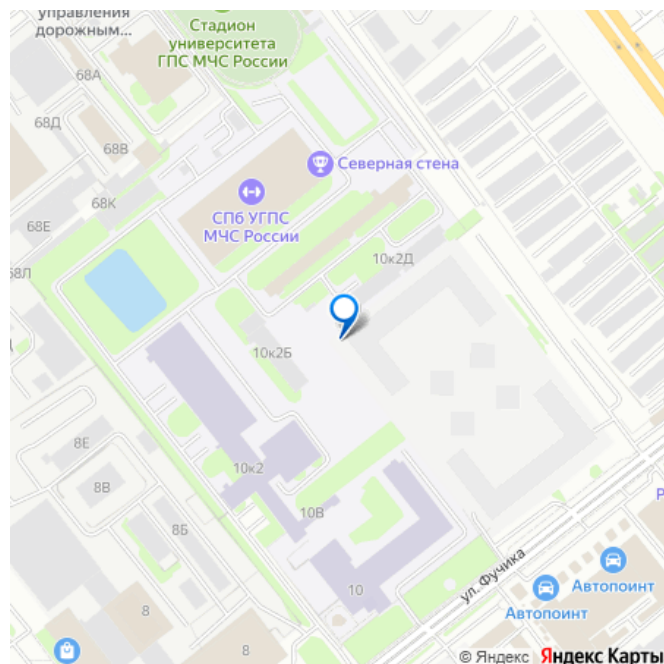 управления
дорожным...
Стадион
университета
ГПС МЧС России
68А
68Д
68В
Северная стена
68К
СПб УГПС
МЧС России
68Е
10к2Д
68Л
10к2Б
8Е
10к2
8В
10В
8Б
ул. Фучика
Автопоинт
10
Автопоинт
8
8
© Яндекс Яндекс Карты